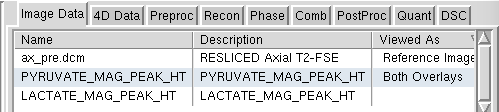 Image Data 4D Data Preproc Recon Phase Comb PostProc Quant DSC
Name Description Viewed As
ax_pre.dcm RESLICED Axial T2-FSE Reference Image
PYRUVATE_MAG_PEAK_HT PYRUVATE_MAG_PEAK_HT Both Overlays
LACTATE_MAG_PEAK_HT LACTATE_MAG_PEAK_HT